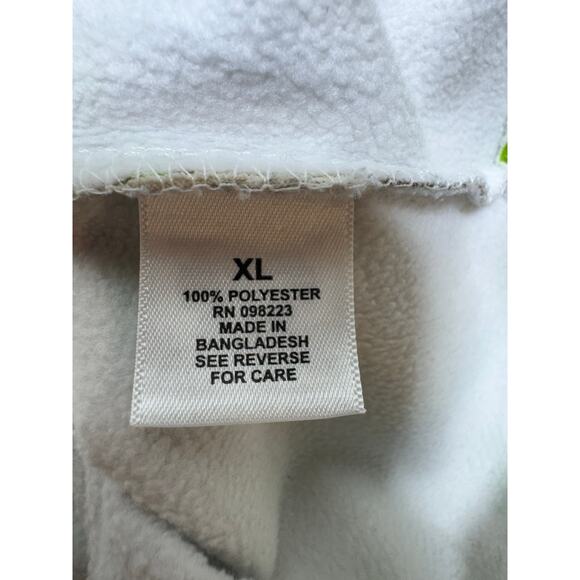 XL
100% POLYESTER
RN 098223
MADE IN
BANGLADESH
SEE REVERSE
FOR CARE